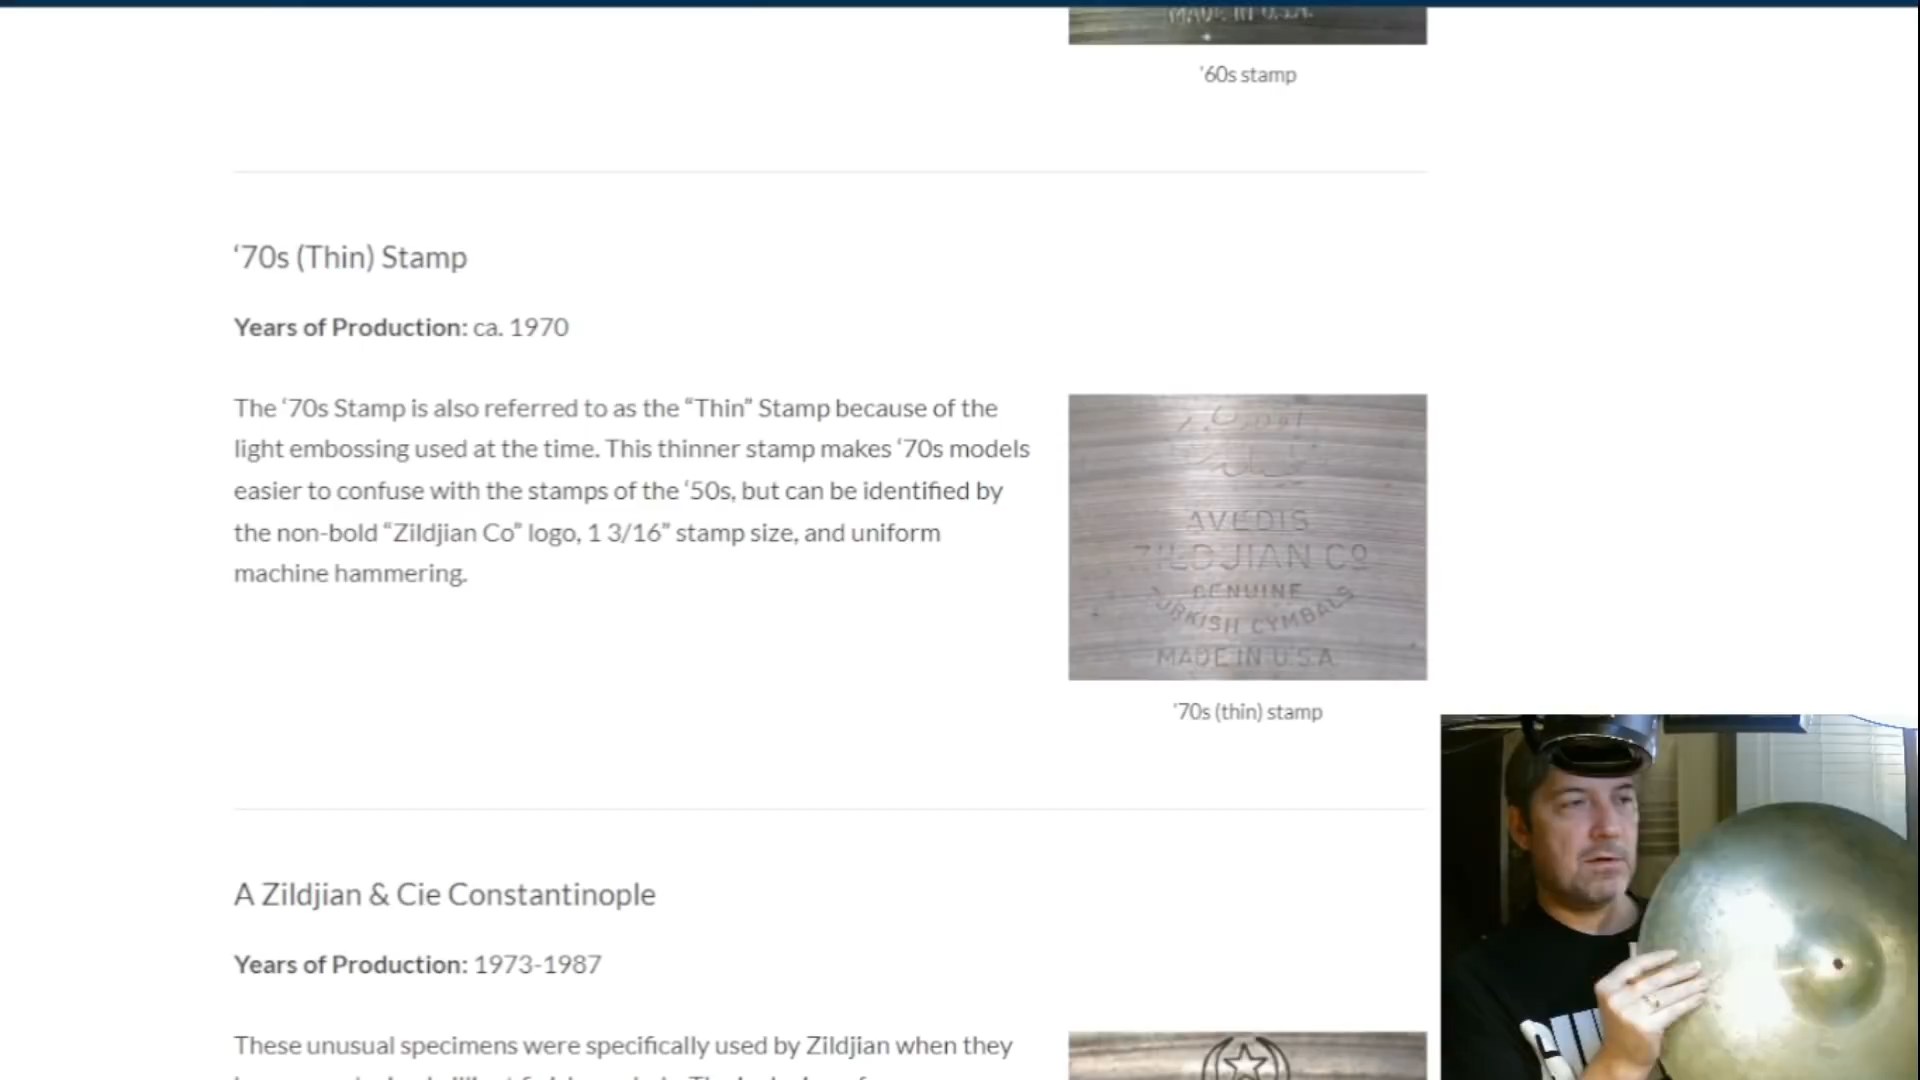 MADE IN U.S.A.
'60s stamp
‘70s (Thin) Stamp
Years of Production: ca. 1970
The ‘70s Stamp is also referred to as the “Thin” Stamp because of the
light embossing used at the time. This thinner stamp makes ‘70s models
easier to confuse with the stamps of the ‘50s, but can be identified by
the non-bold “Zildjian Co” logo, 1 3/16” stamp size, and uniform
machine hammering.
AVEDIS
ZILDJIAN CO
GENUINE
TURKISH CYMBALS
MADE IN U.S.A.
'70s (thin) stamp
A Zildjian & Cie Constantinople
Years of Production: 1973-1987
These unusual specimens were specifically used by Zildjian when they